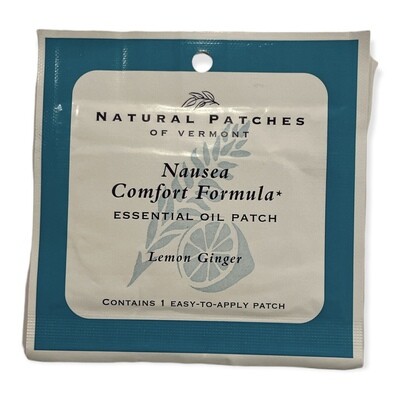 NATURAL PATCHES
OF VERMONT
Nausea
Comfort Formula*
ESSENTIAL OIL PATCH
Lemon Ginger
CONTAINS 1 EASY-TO-APPLY PATCH